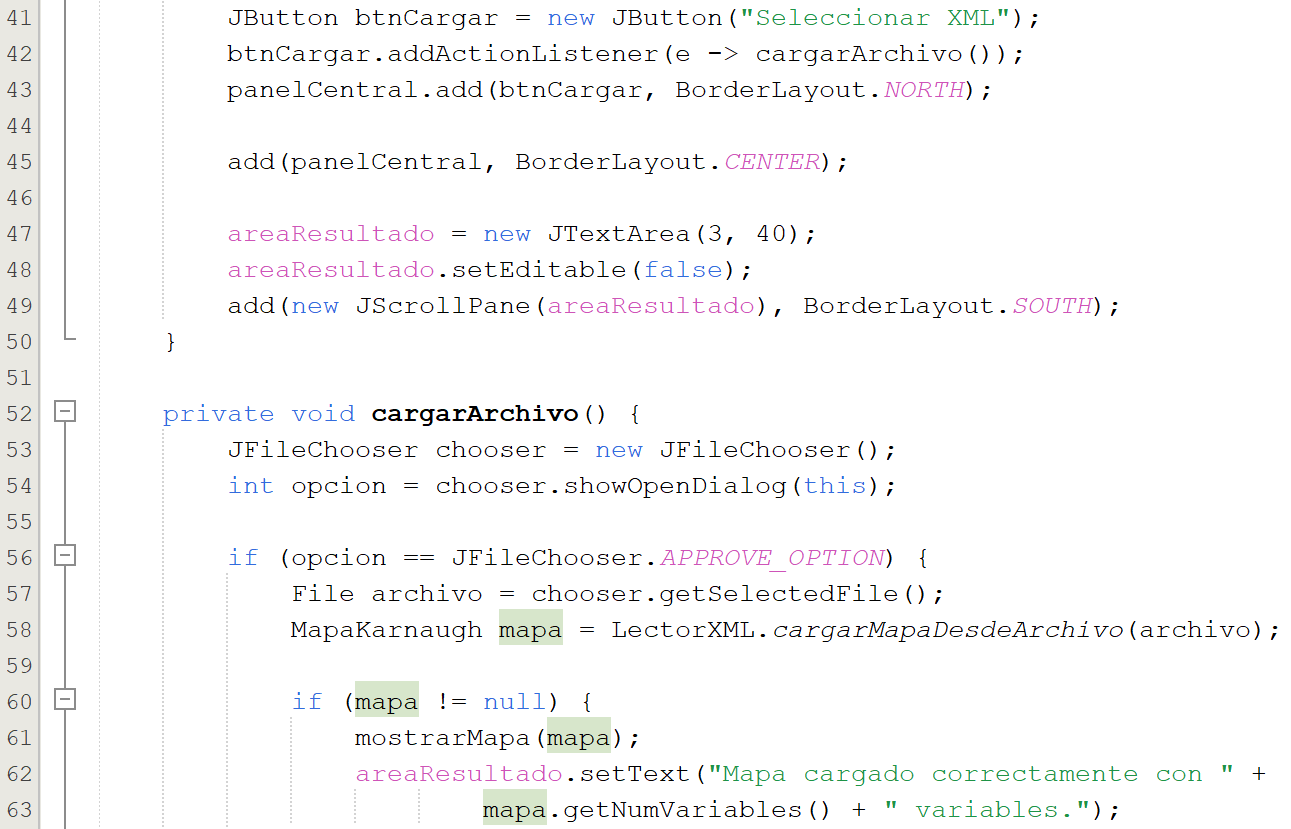 41 JButton btnCargar = new JButton("Seleccionar XML");
42 btnCargar.addActionListener(e -> cargarArchivo());
43 panelCentral.add(btnCargar, BorderLayout.NORTH);
44
45 add(panelCentral, BorderLayout.CENTER);
46
47 areaResultado = new JTextArea(3, 40);
48 areaResultado.setEditable(false);
49 add(new JScrollPane(areaResultado), BorderLayout.SOUTH);
50 }
51
52 private void cargarArchivo() {
53 JFileChooser chooser = new JFileChooser();
54 int opcion = chooser.showOpenDialog(this);
55
56 if (opcion == JFileChooser.APPROVE_OPTION) {
57 File archivo = chooser.getSelectedFile();
58 MapaKarnaugh mapa = LectorXML.cargarMapaDesdeArchivo(archivo);
59
60 if (mapa != null) {
61 mostrarMapa(mapa);
62 areaResultado.setText("Mapa cargado correctamente con " +
63 mapa.getNumVariables() + " variables.");